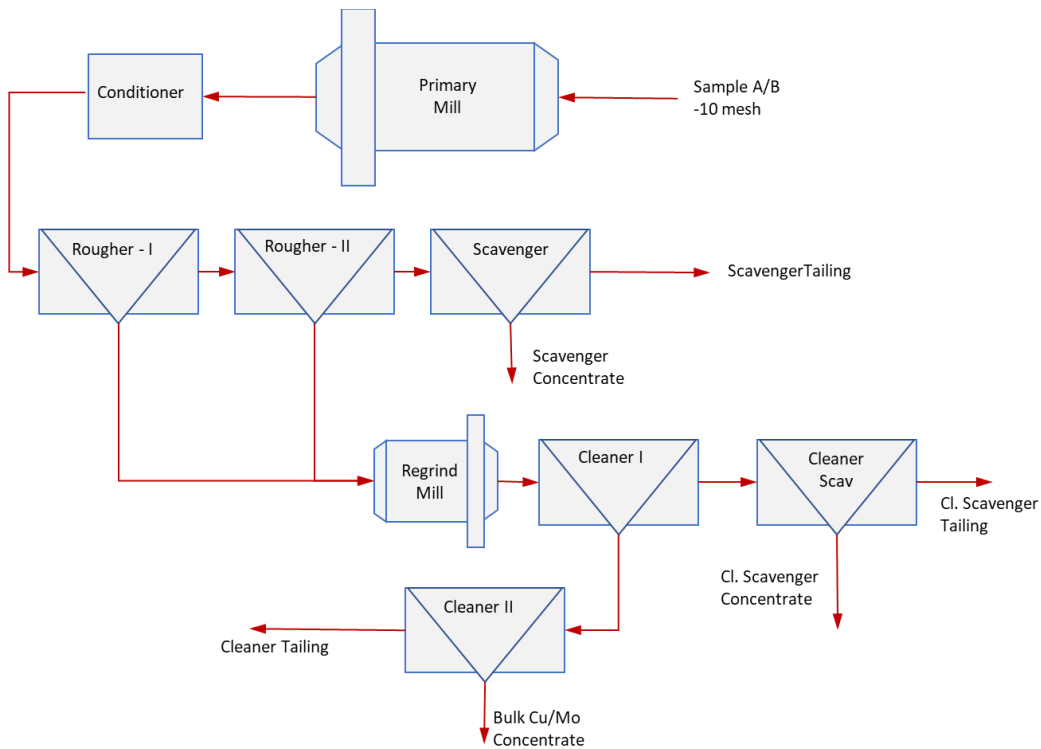 Conditioner
Primary
Mill
Sample A/B
-10 mesh
Rougher - I
Rougher - II
Scavenger
ScavengerTailing
Scavenger
Concentrate
Regrind
Mill
Cleaner I
Cleaner
Scav
Cl. Scavenger
Tailing
Cl. Scavenger
Concentrate
Cleaner II
Cleaner Tailing
Bulk Cu/Mo
Concentrate